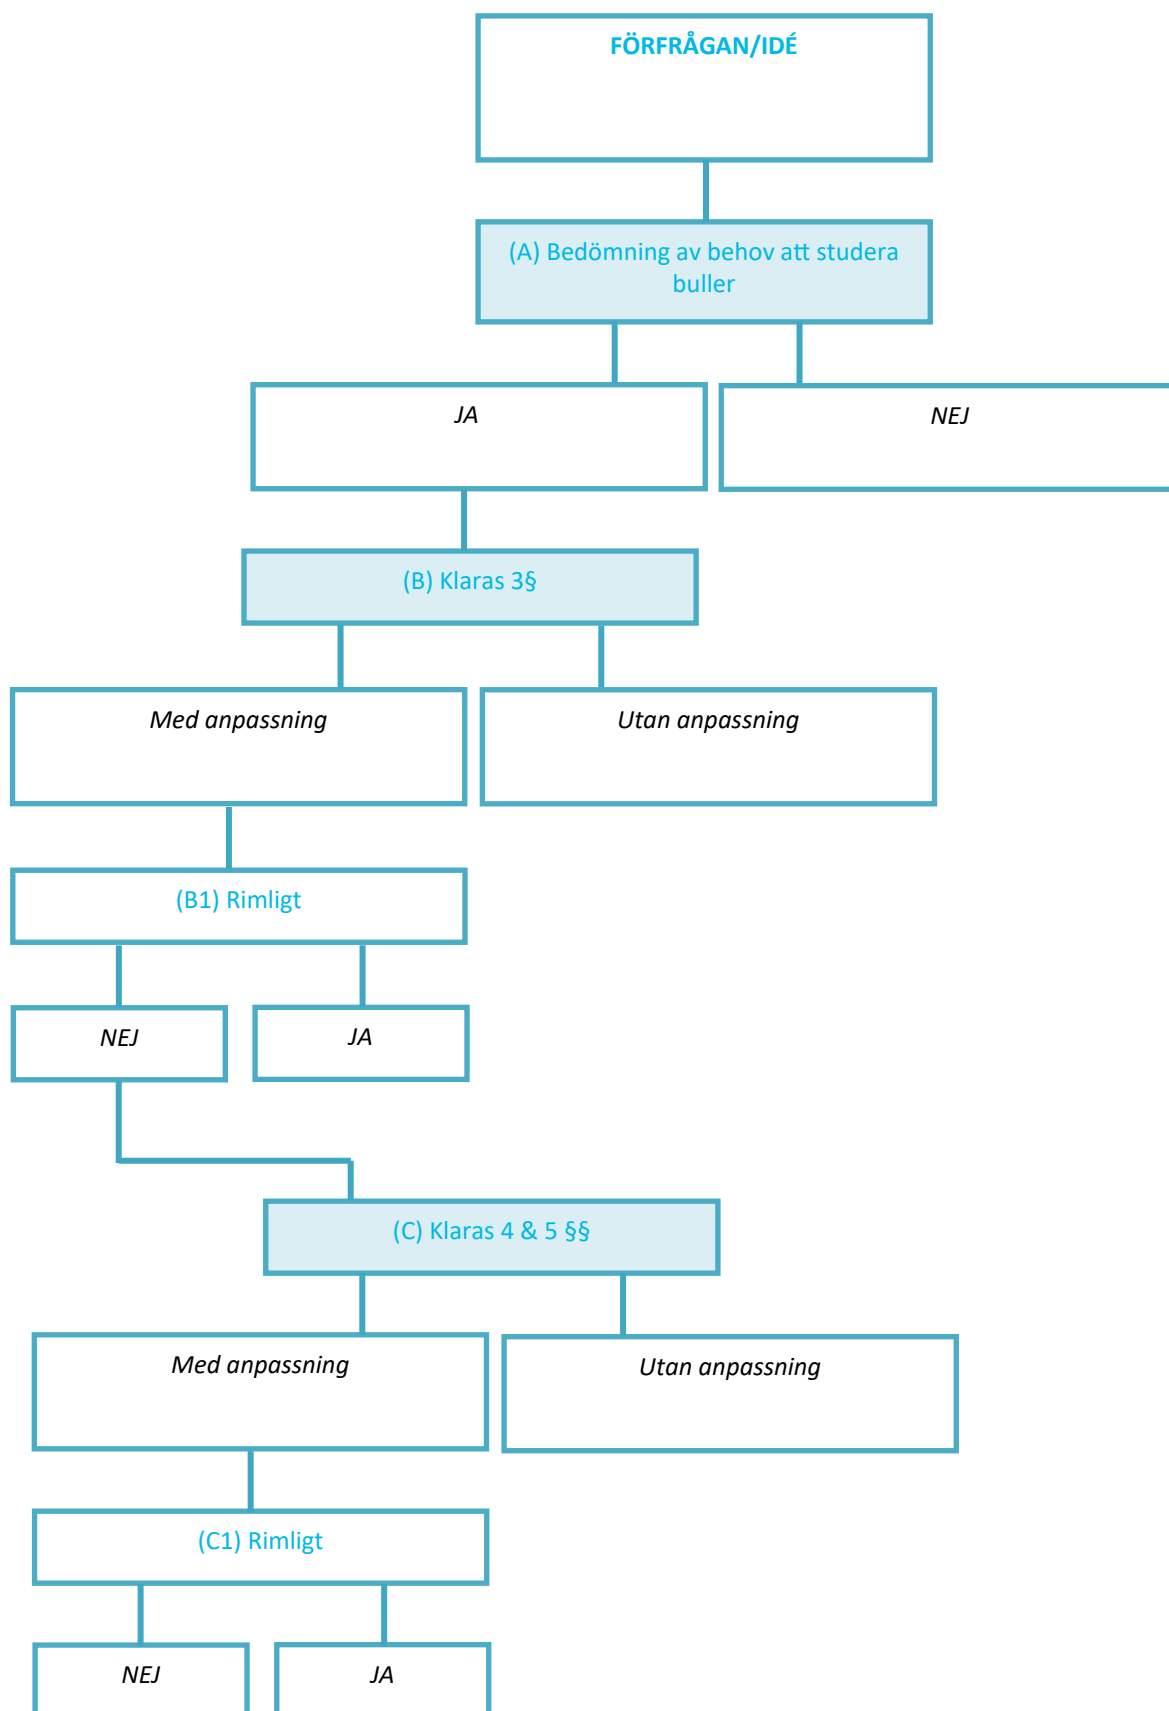 FÖRFRÅGAN/IDÉ
(A) Bedömning av behov att studera
buller
JA
NEJ
(B) Klaras 3§
Med anpassning
Utan anpassning
(B1) Rimligt
NEJ
JA
(C) Klaras 4 & 5 §§
Med anpassning
Utan anpassning
(C1) Rimligt
NEJ
JA